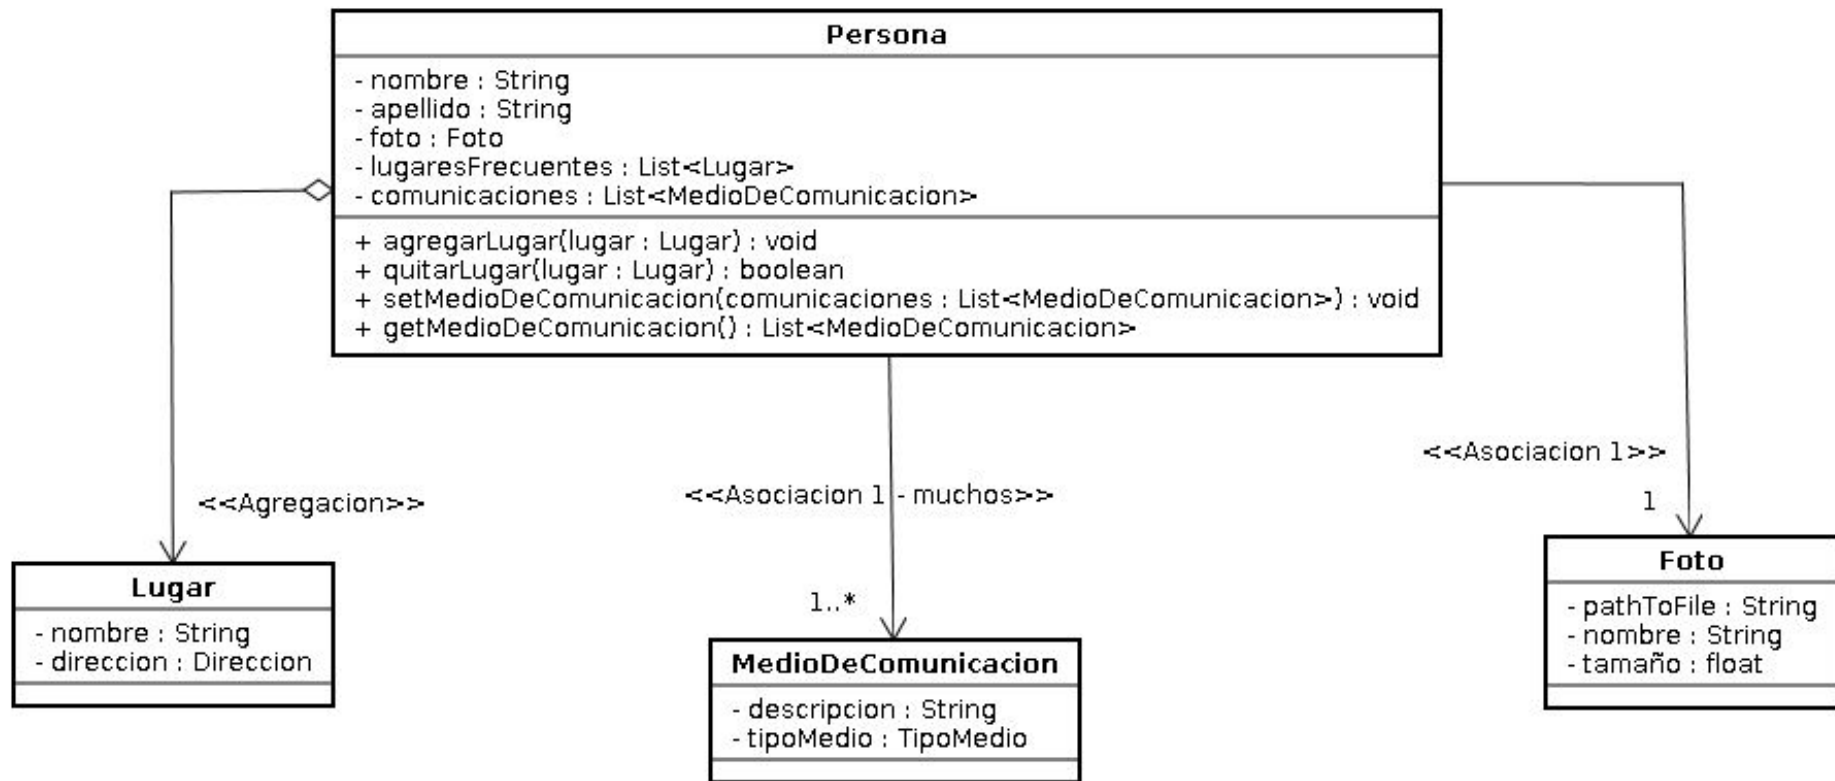 Persona
- nombre : String
- apellido : String
- foto : Foto
- lugaresFrecuentes : List<Lugar>
- comunicaciones : List<MedioDeComunicacion>
+ agregarLugar(lugar : Lugar) : void
+ quitarLugar(lugar : Lugar) : boolean
+ setMedioDeComunicacion(comunicaciones : List<MedioDeComunicacion>) : void
+ getMedioDeComunicacion() : List<MedioDeComunicacion>
<<Agregacion>>
<<Asociacion 1 - muchos>>
<<Asociacion 1>>
1
1..*
Lugar
- nombre : String
- direccion : Direccion
MedioDeComunicacion
- descripcion : String
- tipoMedio : TipoMedio
Foto
- pathToFile : String
- nombre : String
- tamaño : float